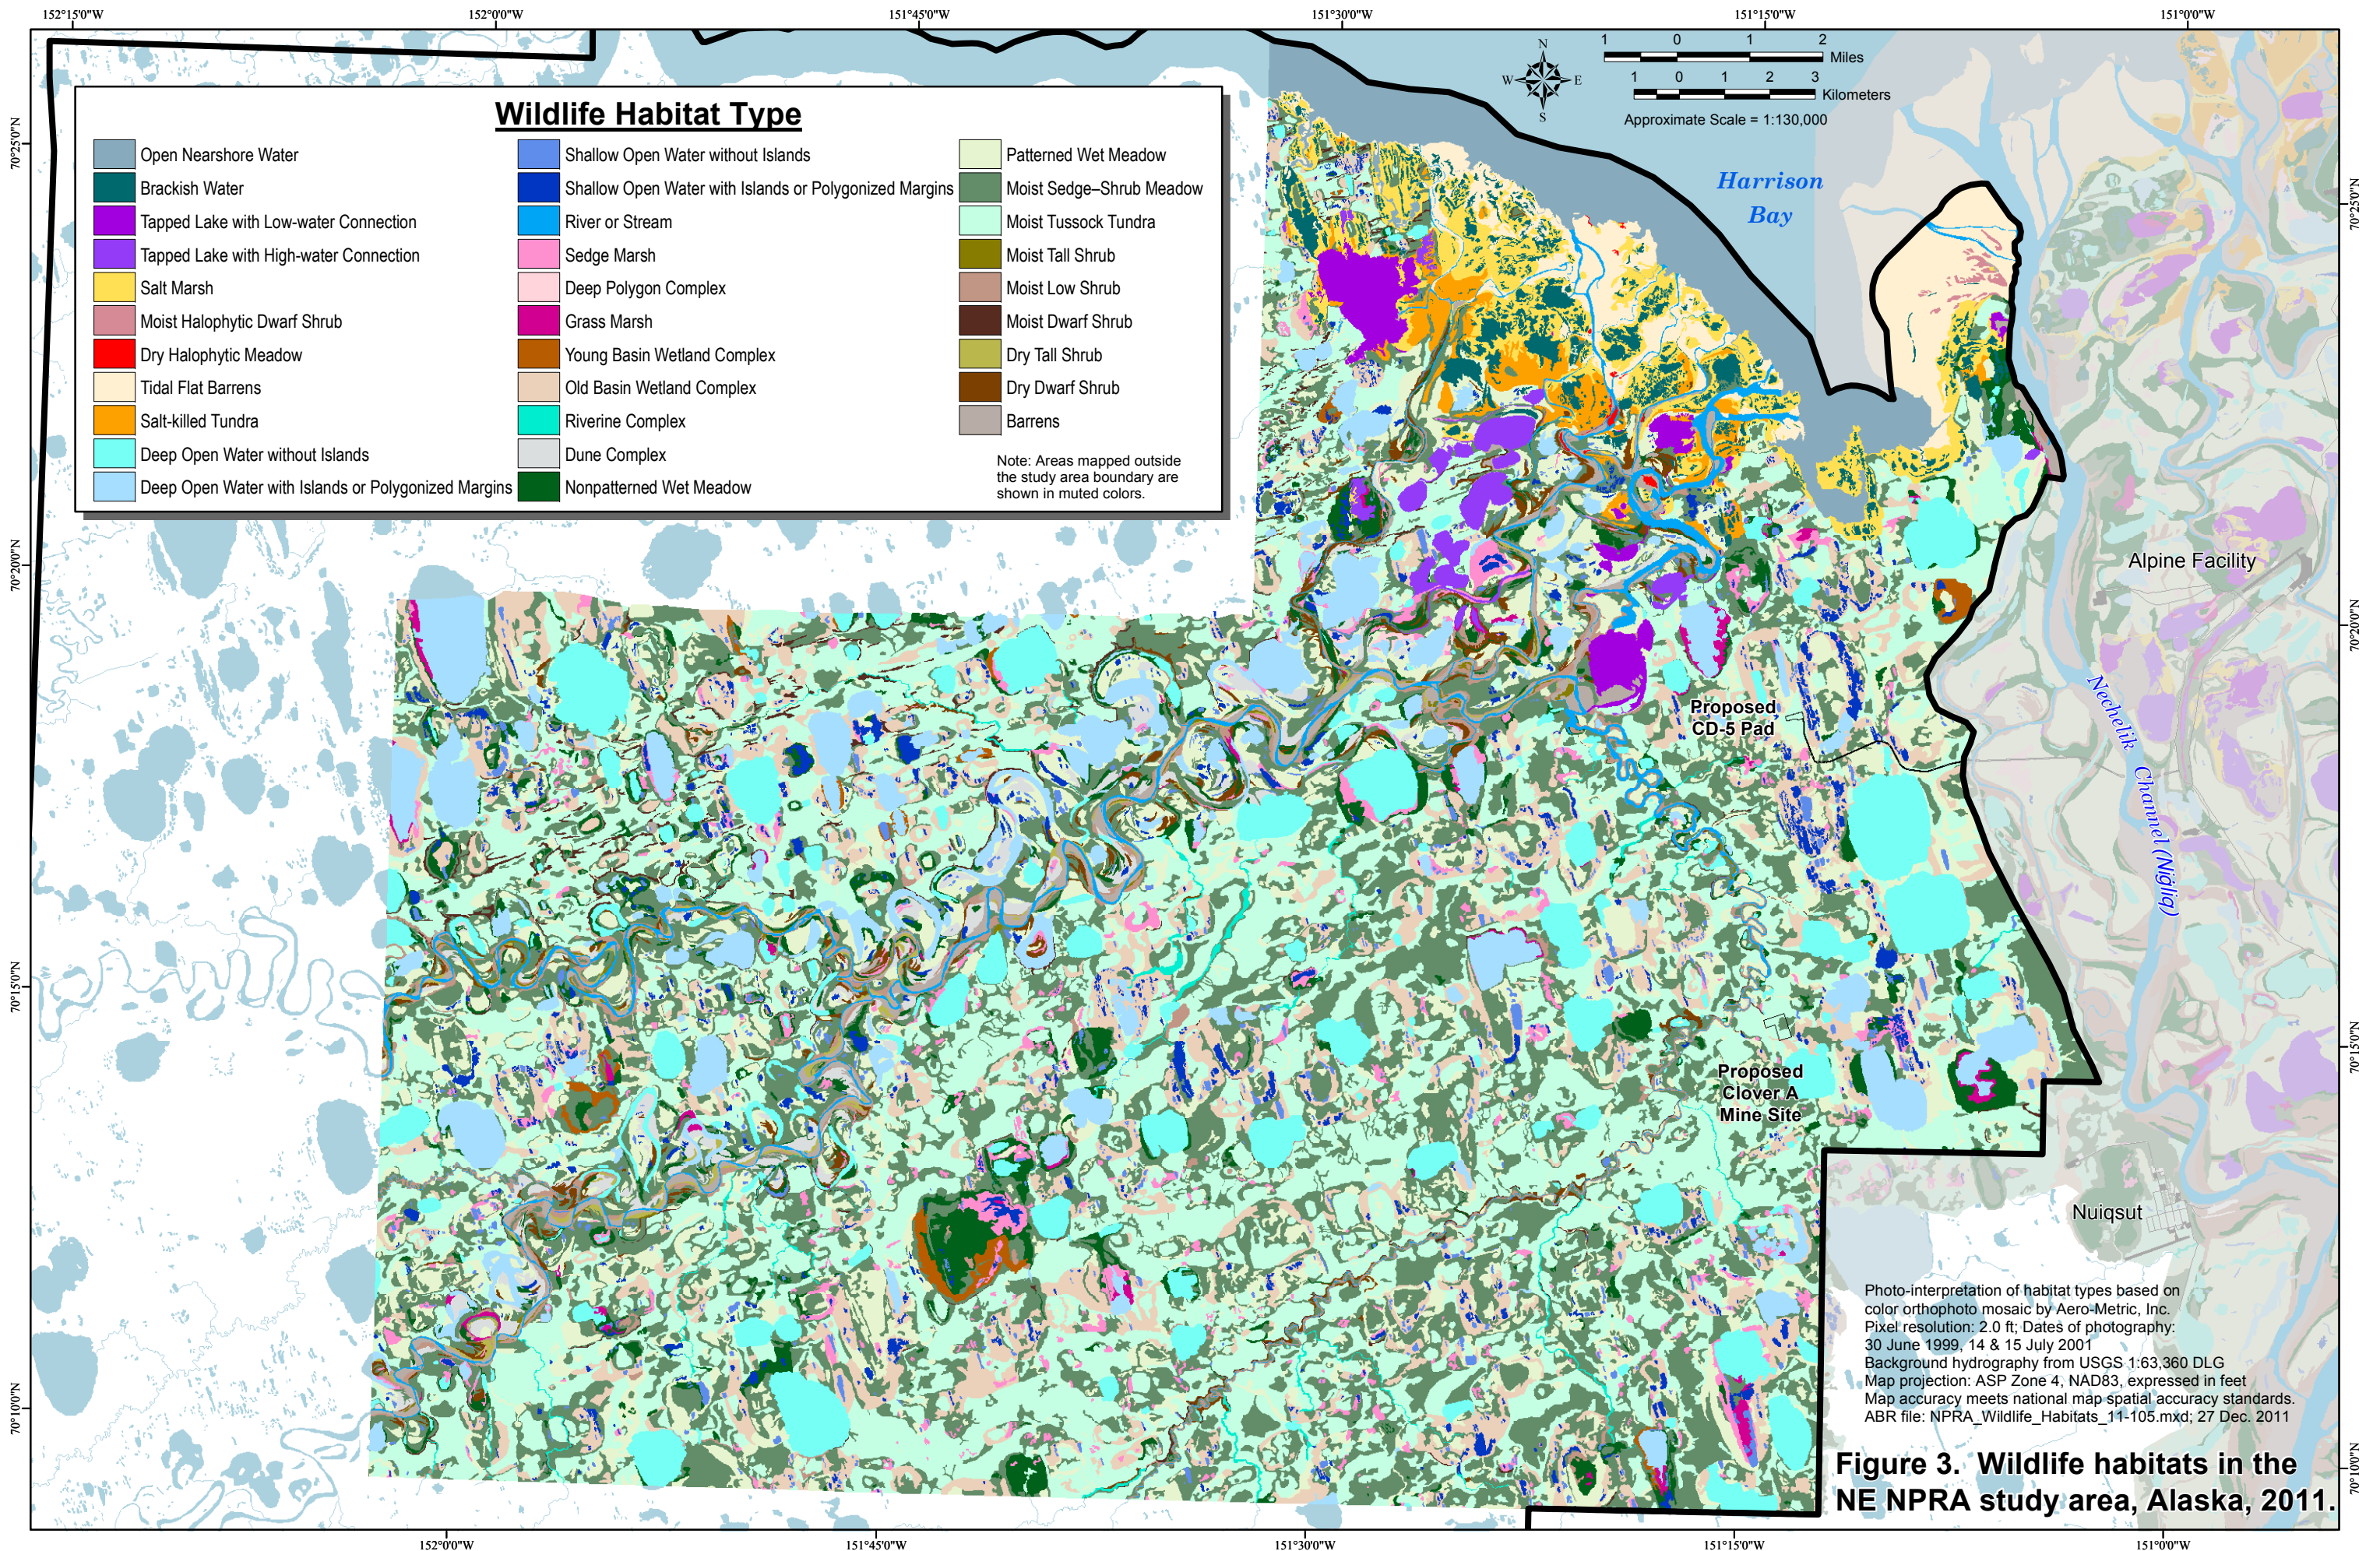 152°15'0"W
152°0'0"W
151°45'0"W
151°30'0"W
151°15'0"W
151°0'0"W
70°25'0"N
70°20'0"N
70°15'0"N
70°10'0"N
Wildlife Habitat Type
Open Nearshore Water
Brackish Water
Tapped Lake with Low-water Connection
Tapped Lake with High-water Connection
Salt Marsh
Moist Halophytic Dwarf Shrub
Dry Halophytic Meadow
Tidal Flat Barrens
Salt-killed Tundra
Deep Open Water without Islands
Deep Open Water with Islands or Polygonized Margins
Shallow Open Water without Islands
Shallow Open Water with Islands or Polygonized Margins
River or Stream
Sedge Marsh
Deep Polygon Complex
Grass Marsh
Young Basin Wetland Complex
Old Basin Wetland Complex
Riverine Complex
Dune Complex
Nonpatterned Wet Meadow
Patterned Wet Meadow
Moist Sedge–Shrub Meadow
Moist Tussock Tundra
Moist Tall Shrub
Moist Low Shrub
Moist Dwarf Shrub
Dry Tall Shrub
Dry Dwarf Shrub
Barrens
Note: Areas mapped outside
the study area boundary are
shown in muted colors.
N
W E
S
1 0 1 2
Miles
1 0 1 2 3
Kilometers
Approximate Scale = 1:130,000
Harrison
Bay
Alpine Facility
Nechelik Channel (Niġliq)
Proposed
CD-5 Pad
Proposed
Clover A
Mine Site
Nuiqsut
Photo-interpretation of habitat types based on
color orthophoto mosaic by Aero-Metric, Inc.
Pixel resolution: 2.0 ft; Dates of photography:
30 June 1999, 14 & 15 July 2001
Background hydrography from USGS 1:63,360 DLG
Map projection: ASP Zone 4, NAD83, expressed in feet
Map accuracy meets national map spatial accuracy standards.
ABR file: NPRA_Wildlife_Habitats_11-105.mxd; 27 Dec. 2011
Figure 3. Wildlife habitats in the
NE NPRA study area, Alaska, 2011.
70°25'0"N
70°20'0"N
70°15'0"N
70°10'0"N
152°0'0"W
151°45'0"W
151°30'0"W
151°15'0"W
151°0'0"W